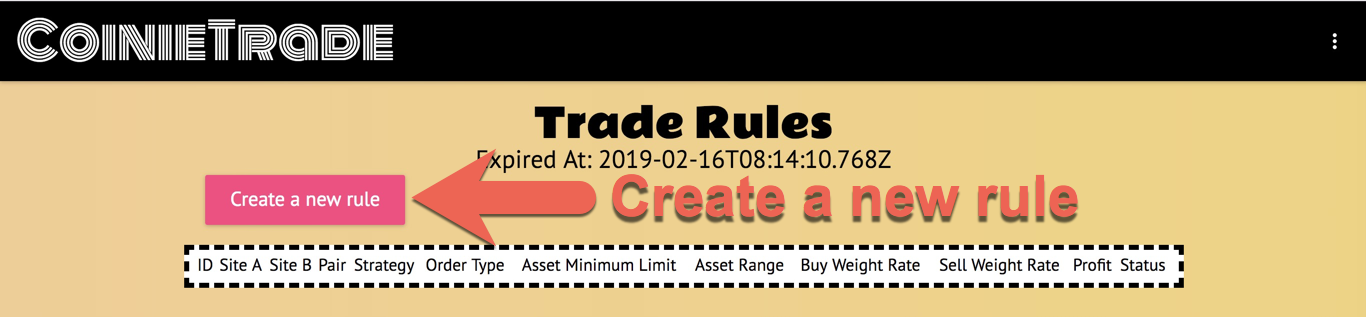 CoinieTrade
Trade Rules
Expired At: 2019-02-16T08:14:10.768Z
Create a new rule Create a new rule
ID Site A Site B Pair Strategy Order Type Asset Minimum Limit Asset Range Buy Weight Rate Sell Weight Rate Profit Status